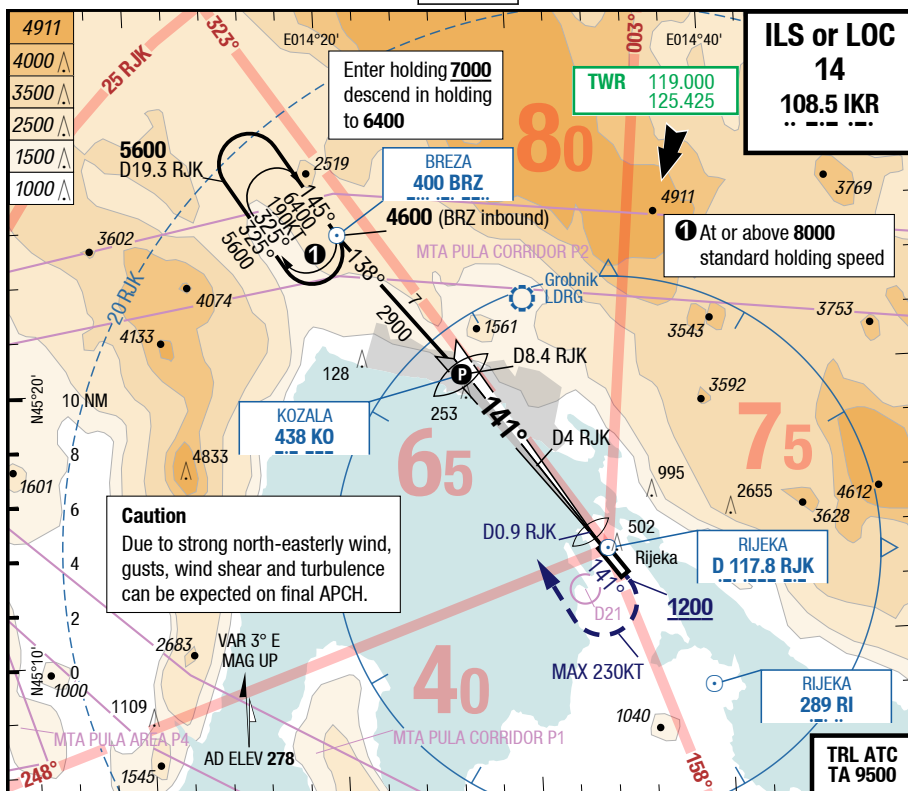 4911
4000
3500
2500
1500
1000
25 RJK
323°
E014°20'
003°
E014°40'
ILS or LOC
14
108.5 IKR
Enter holding 7000
descend in holding
to 6400
TWR 119.000
125.425
80
5600
D19.3 RJK
2519
BREZA
400 BRZ
4911
3769
145°
6400
190KT
325°
325°
5600
4600 (BRZ inbound)
1
1 At or above 8000
standard holding speed
3602
MTA PULA CORRIDOR P2
138°
7
2900
Grobnik
LDRG
20 RJK
4074
4133
1561
3543
3753
128
P
D8.4 RJK
N45°20'
10 NM
253
3592
KOZALA
438 KO
141°
D4 RJK
65
75
8
4833
1601
995
2655
4612
3628
6
Caution
Due to strong north-easterly wind,
gusts, wind shear and turbulence
can be expected on final APCH.
D0.9 RJK
502
Rijeka
RIJEKA
D 117.8 RJK
4
141°
D21
1200
2
2683
VAR 3° E
MAG UP
MAX 230KT
N45°10'
0
1000
40
RIJEKA
289 RI
1109
1040
MTA PULA AREA P4
MTA PULA CORRIDOR P1
AD ELEV 278
248°
1545
158°
TRL ATC
TA 9500